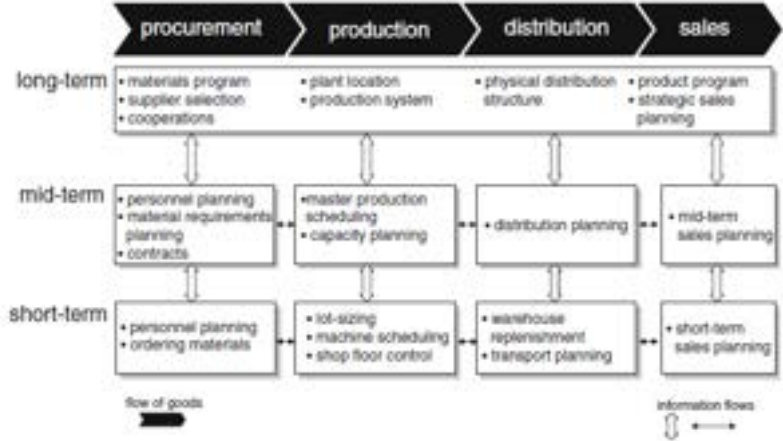 procurement
production
distribution
sales
long-term
• materials program
• supplier selection
• cooperations
• plant location
• production system
• physical distribution
structure
• product program
• strategic sales
planning
mid-term
• personnel planning
• material requirements
planning
• contracts
•master production
scheduling
• capacity planning
• distribution planning
• mid-term
sales planning
short-term
• personnel planning
• ordering materials
• lot-sizing
• machine scheduling
• shop floor control
• warehouse
replenishment
• transport planning
• short-term
sales planning
flow of goods
information flows